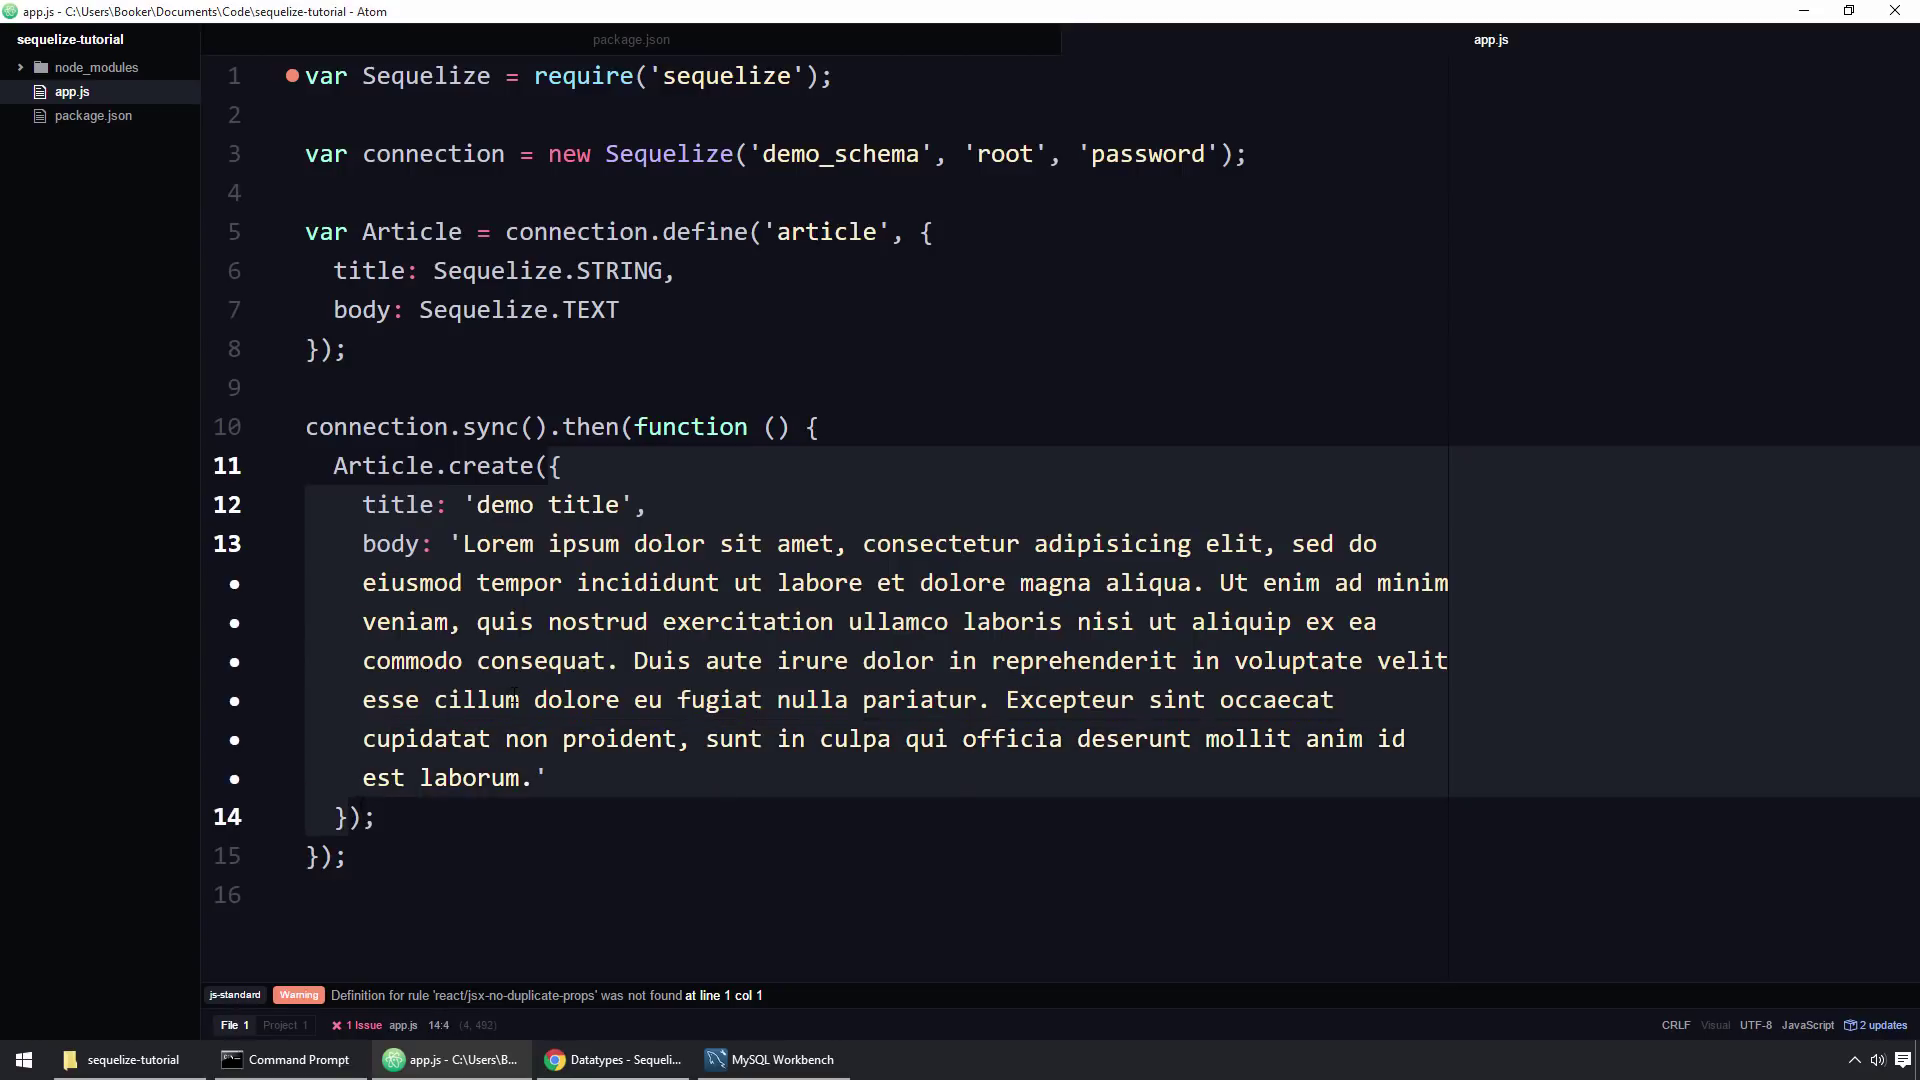 app.js - C:\Users\Booker\Documents\Code\sequelize-tutorial - Atom
sequelize-tutorial
node_modules
app.js
package.json
package.json
app.js
1 var Sequelize = require('sequelize');
2
3 var connection = new Sequelize('demo_schema', 'root', 'password');
4
5 var Article = connection.define('article', {
6 title: Sequelize.STRING,
7 body: Sequelize.TEXT
8 });
9
10 connection.sync().then(function () {
11 Article.create({
12 title: 'demo title',
13 body: 'Lorem ipsum dolor sit amet, consectetur adipisicing elit, sed do
eiusmod tempor incididunt ut labore et dolore magna aliqua. Ut enim ad minim
veniam, quis nostrud exercitation ullamco laboris nisi ut aliquip ex ea
commodo consequat. Duis aute irure dolor in reprehenderit in voluptate velit
esse cillum dolore eu fugiat nulla pariatur. Excepteur sint occaecat
cupidatat non proident, sunt in culpa qui officia deserunt mollit anim id
est laborum.'
14 });
15 });
16
js-standard Warning Definition for rule 'react/jsx-no-duplicate-props' was not found at line 1 col 1
File 1 Project 1 1 Issue app.js 14:4 (4, 492) CRLF Visual UTF-8 JavaScript 2 updates
sequelize-tutorial Command Prompt app.js - C:\Users\B... Datatypes - Sequeli... MySQL Workbench